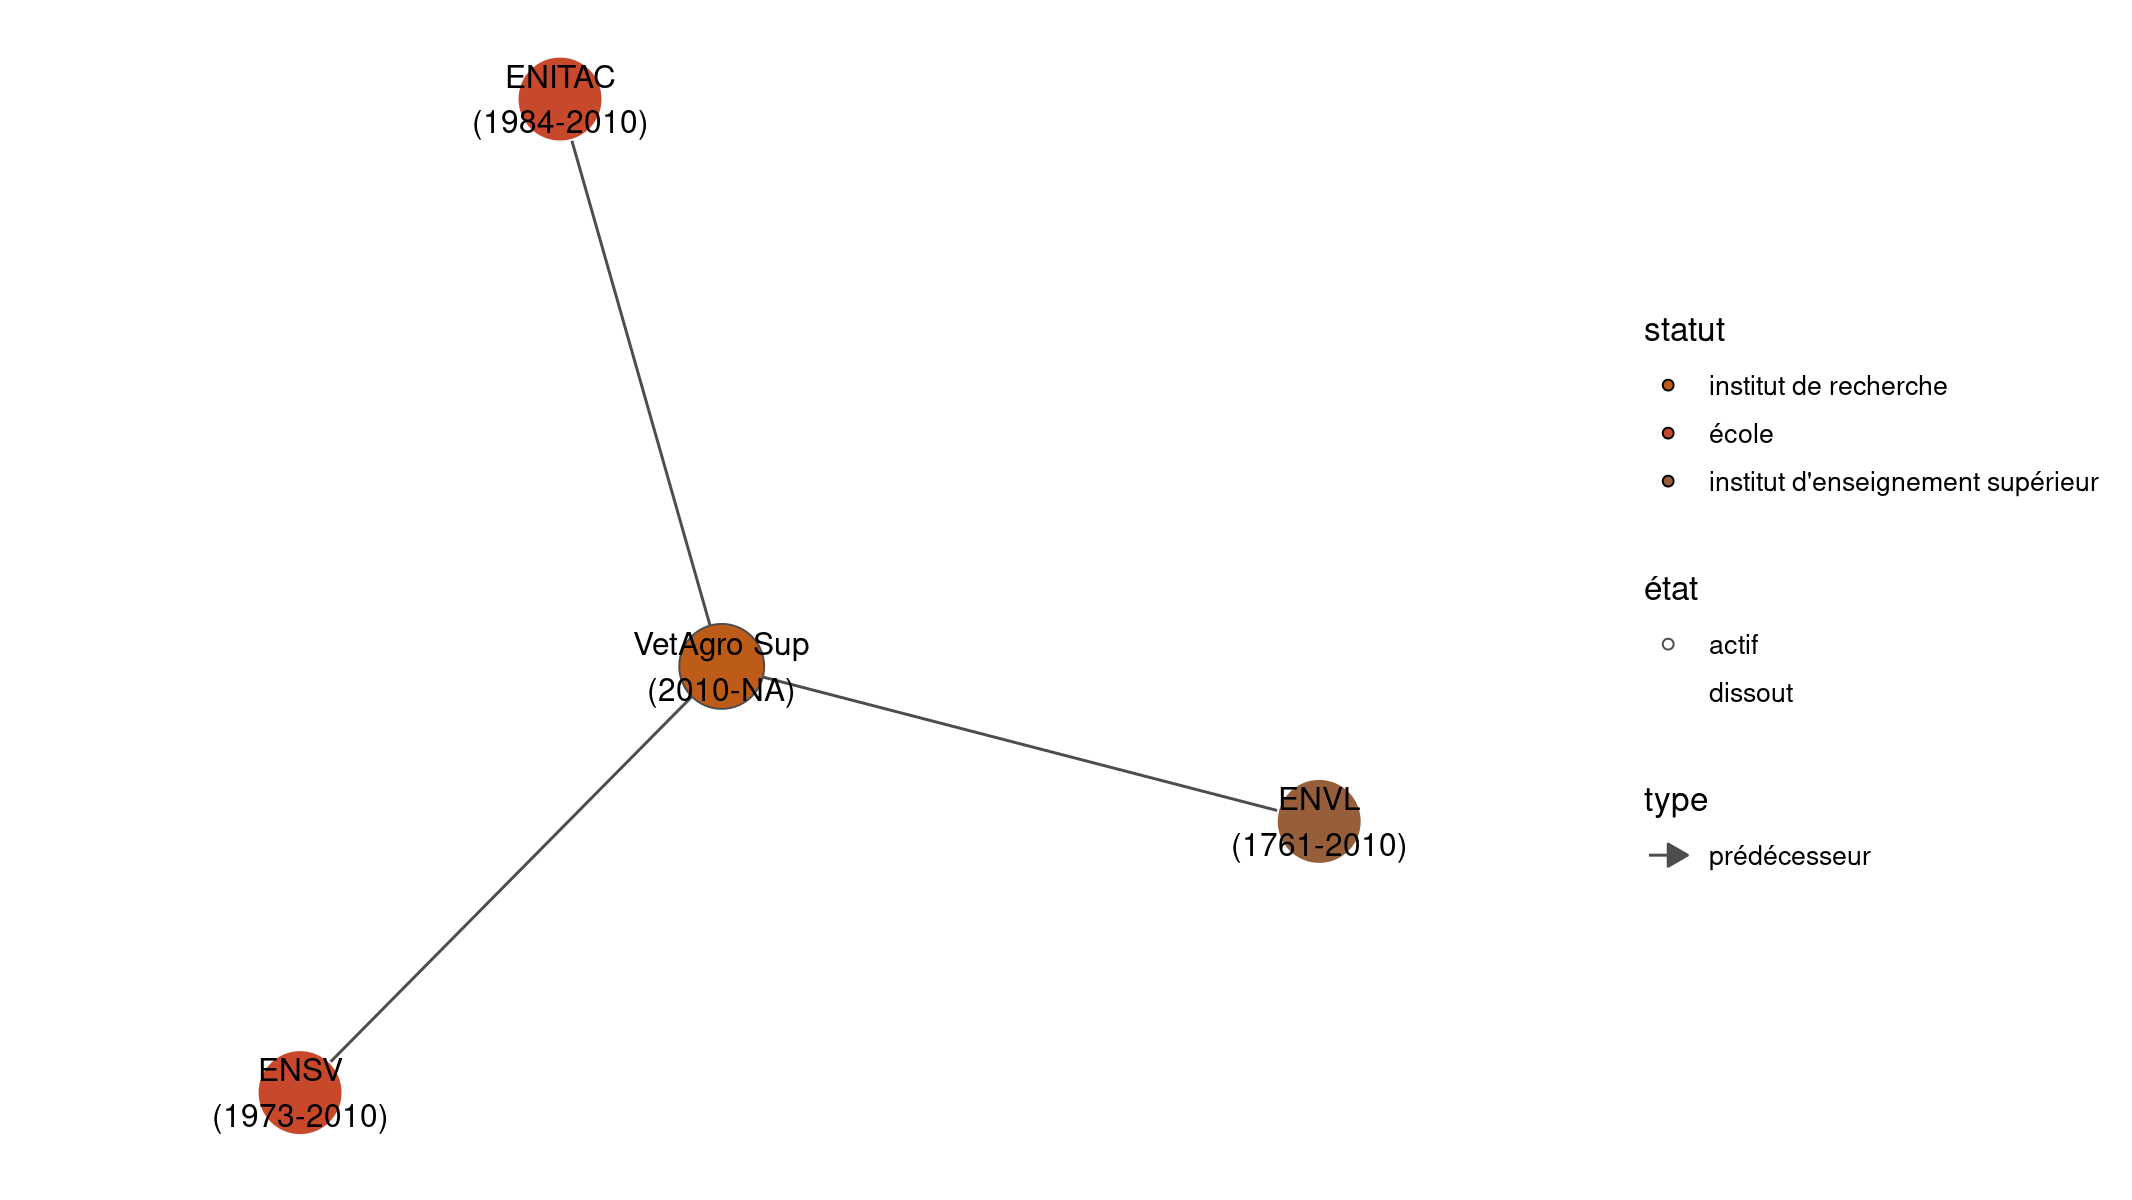 ENITAC
(1984-2010)
VetAgro Sup
(2010-NA)
ENVL
(1761-2010)
ENSV
(1973-2010)
statut
institut de recherche
école
institut d'enseignement supérieur
état
actif
dissout
type
prédécesseur